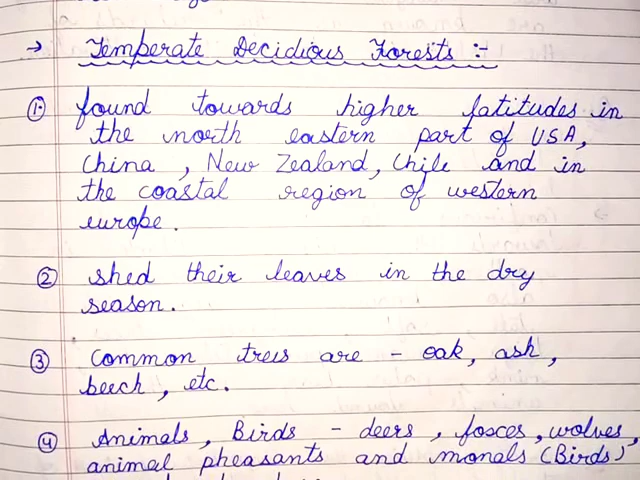 → Temperate Decidious Forests :-
① found towards higher latitudes in
the north eastern part of USA,
China , New Zealand, Chile and in
the coastal region of western
europe .
② shed their leaves in the dry
season .
③ Common trees are - oak, ash,
beech , etc.
④ Animals, Birds - deers , foxces, wolves,
animal pheasants and monals (Birds)